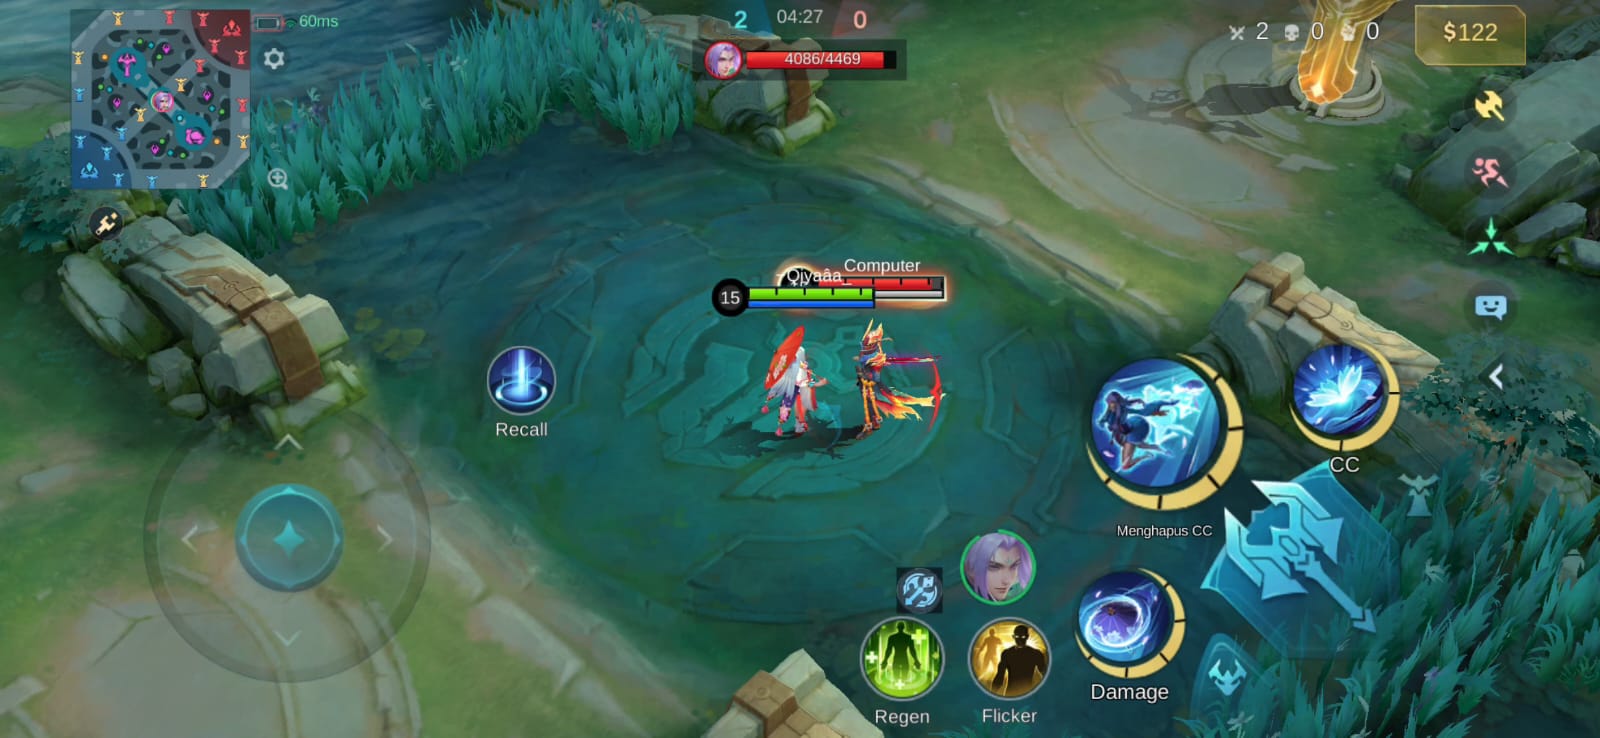 60ms
2 04:27 0
4086/4469
2 0 0
$122
Computer
~Qiyaâa_
15
Recall
CC
Menghapus CC
Damage
Regen
Flicker